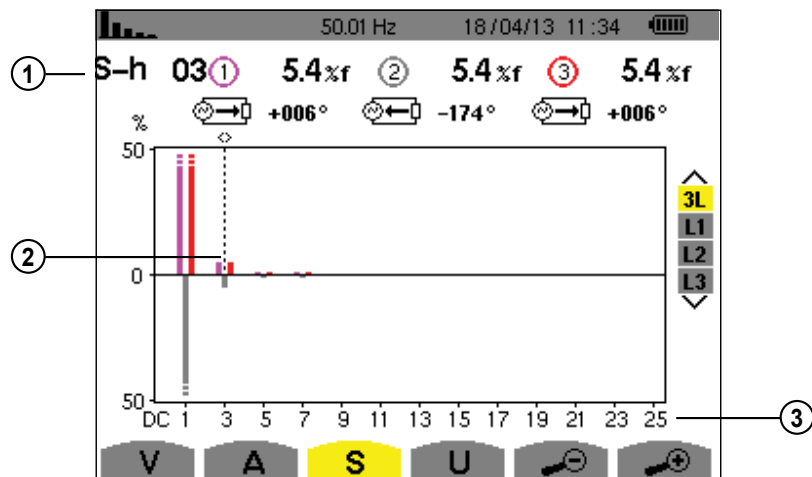 50.01 Hz 18/04/13 11:34
1 S-h 03 1 5.4 %f 2 5.4 %f 3 5.4 %f
+006° -174° +006°
%
50
3L
L1
2 L2
0 L3
50
DC 1 3 5 7 9 11 13 15 17 19 21 23 25 3
V A S U